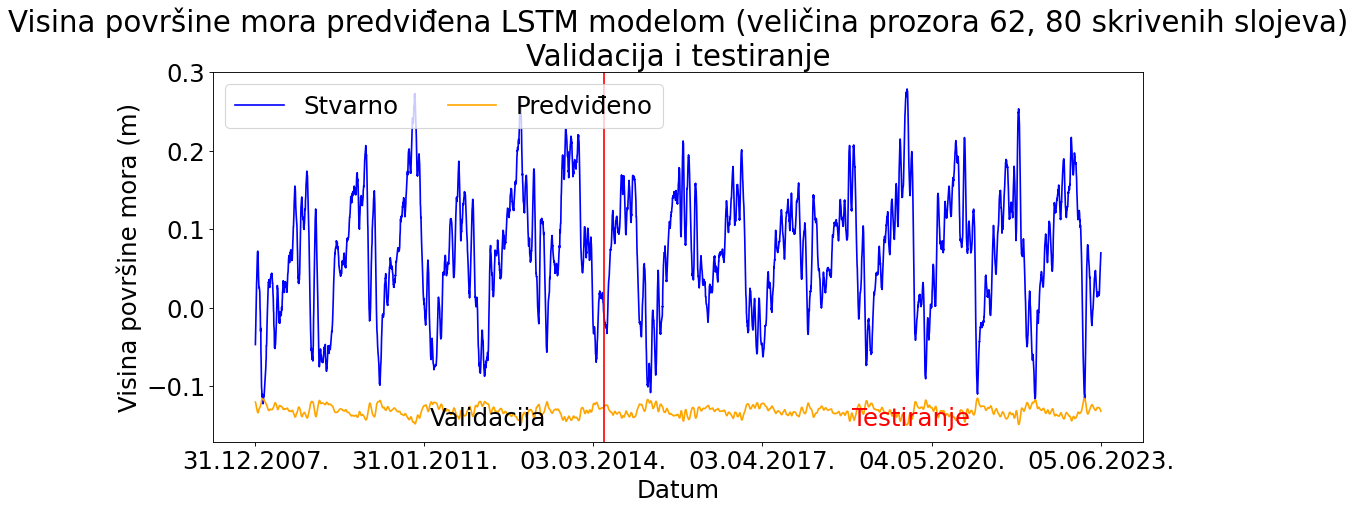 Visina površine mora predviđena LSTM modelom (veličina prozora 62, 80 skrivenih slojeva)
Validacija i testiranje
Stvarno
Predviđeno
Visina površine mora (m)
0.3
0.2
0.1
0.0
−0.1
Validacija
Testiranje
31.12.2007.
31.01.2011.
03.03.2014.
03.04.2017.
04.05.2020.
05.06.2023.
Datum